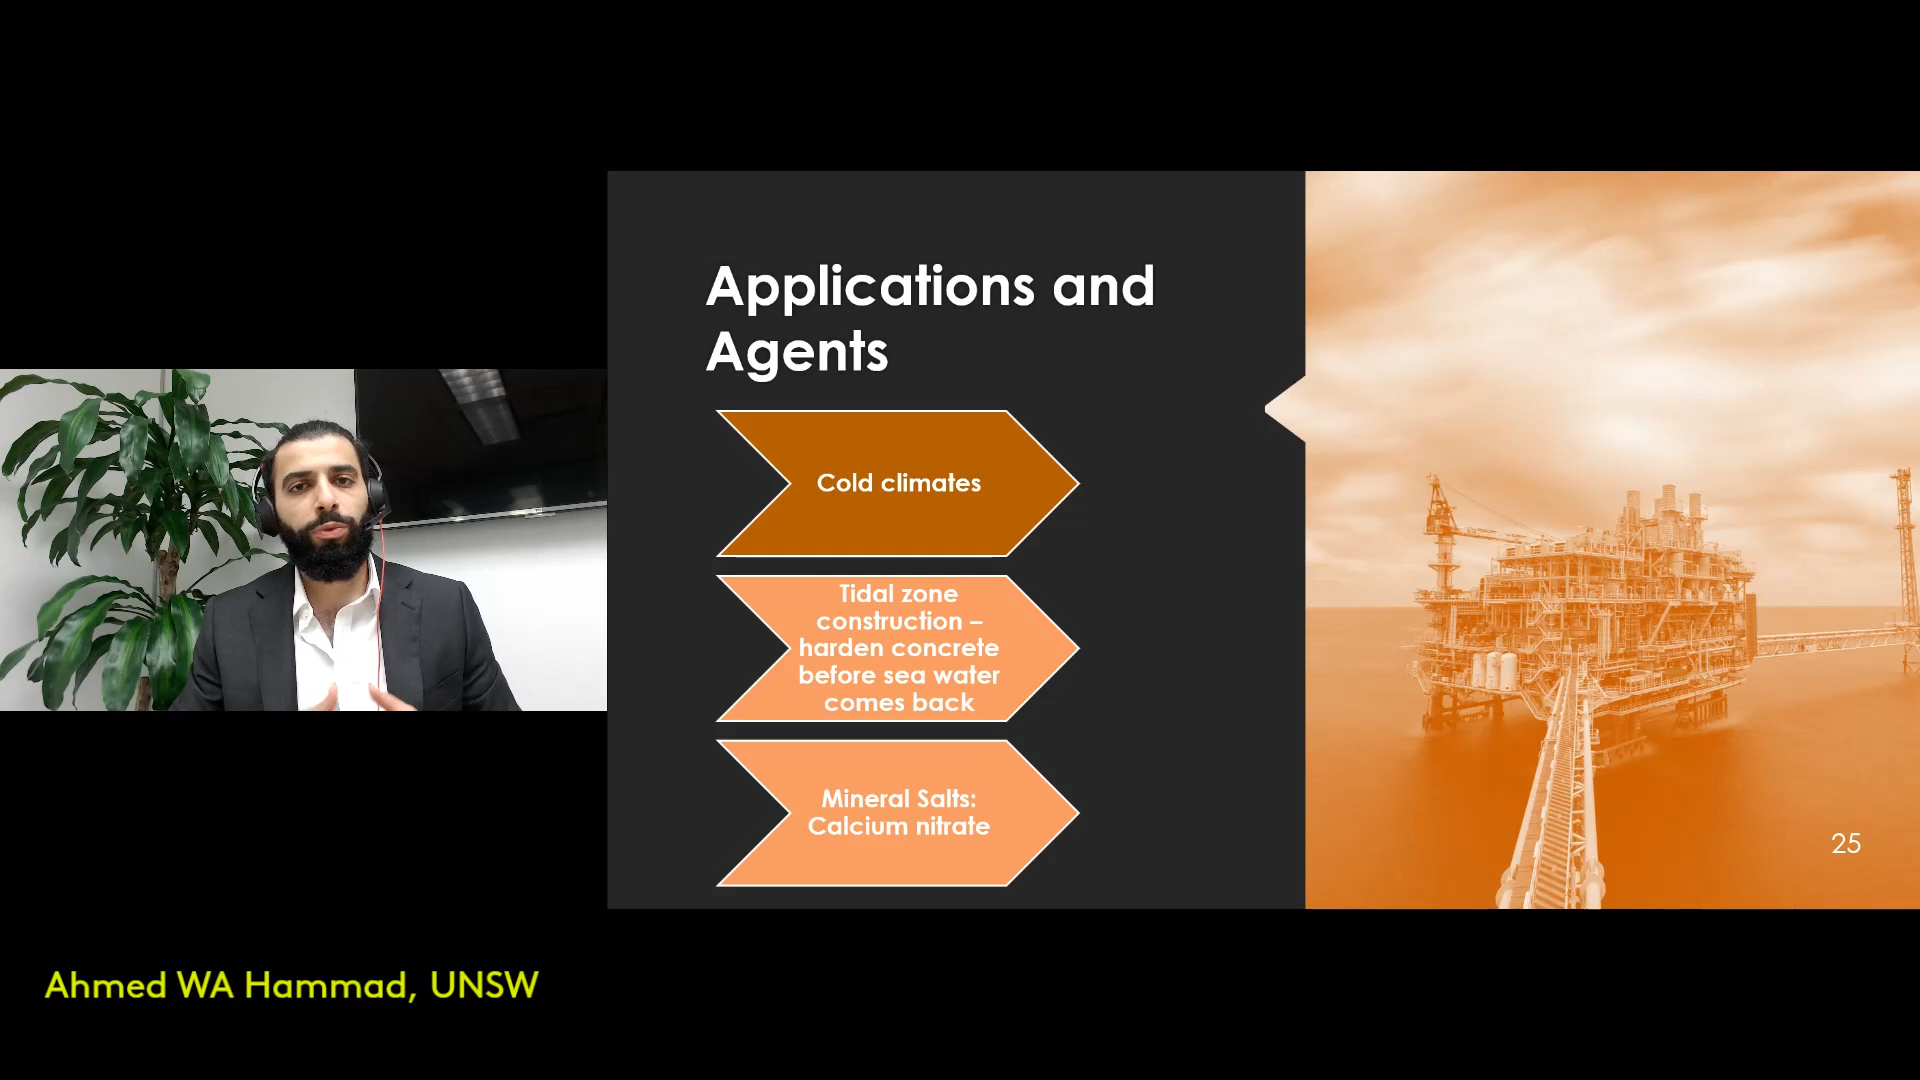 Applications and
Agents
Cold climates
Tidal zone
construction –
harden concrete
before sea water
comes back
Mineral Salts:
Calcium nitrate
25
Ahmed WA Hammad, UNSW